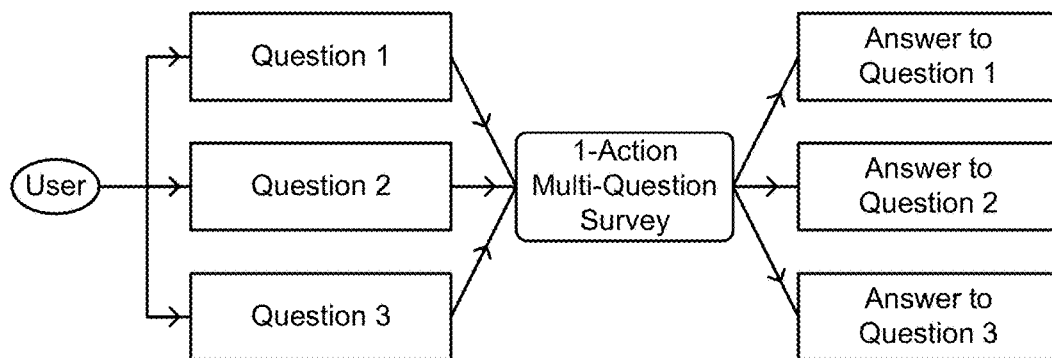 User
Question 1
Question 2
Question 3
1-Action
Multi-Question
Survey
Answer to
Question 1
Answer to
Question 2
Answer to
Question 3